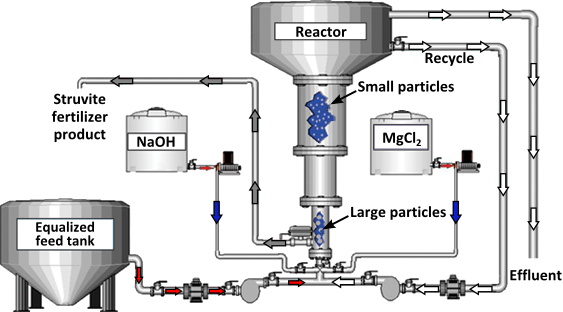 Reactor
Recycle
Small particles
Struvite
fertilizer
product
NaOH
MgCl₂
Large particles
Equalized
feed tank
Effluent